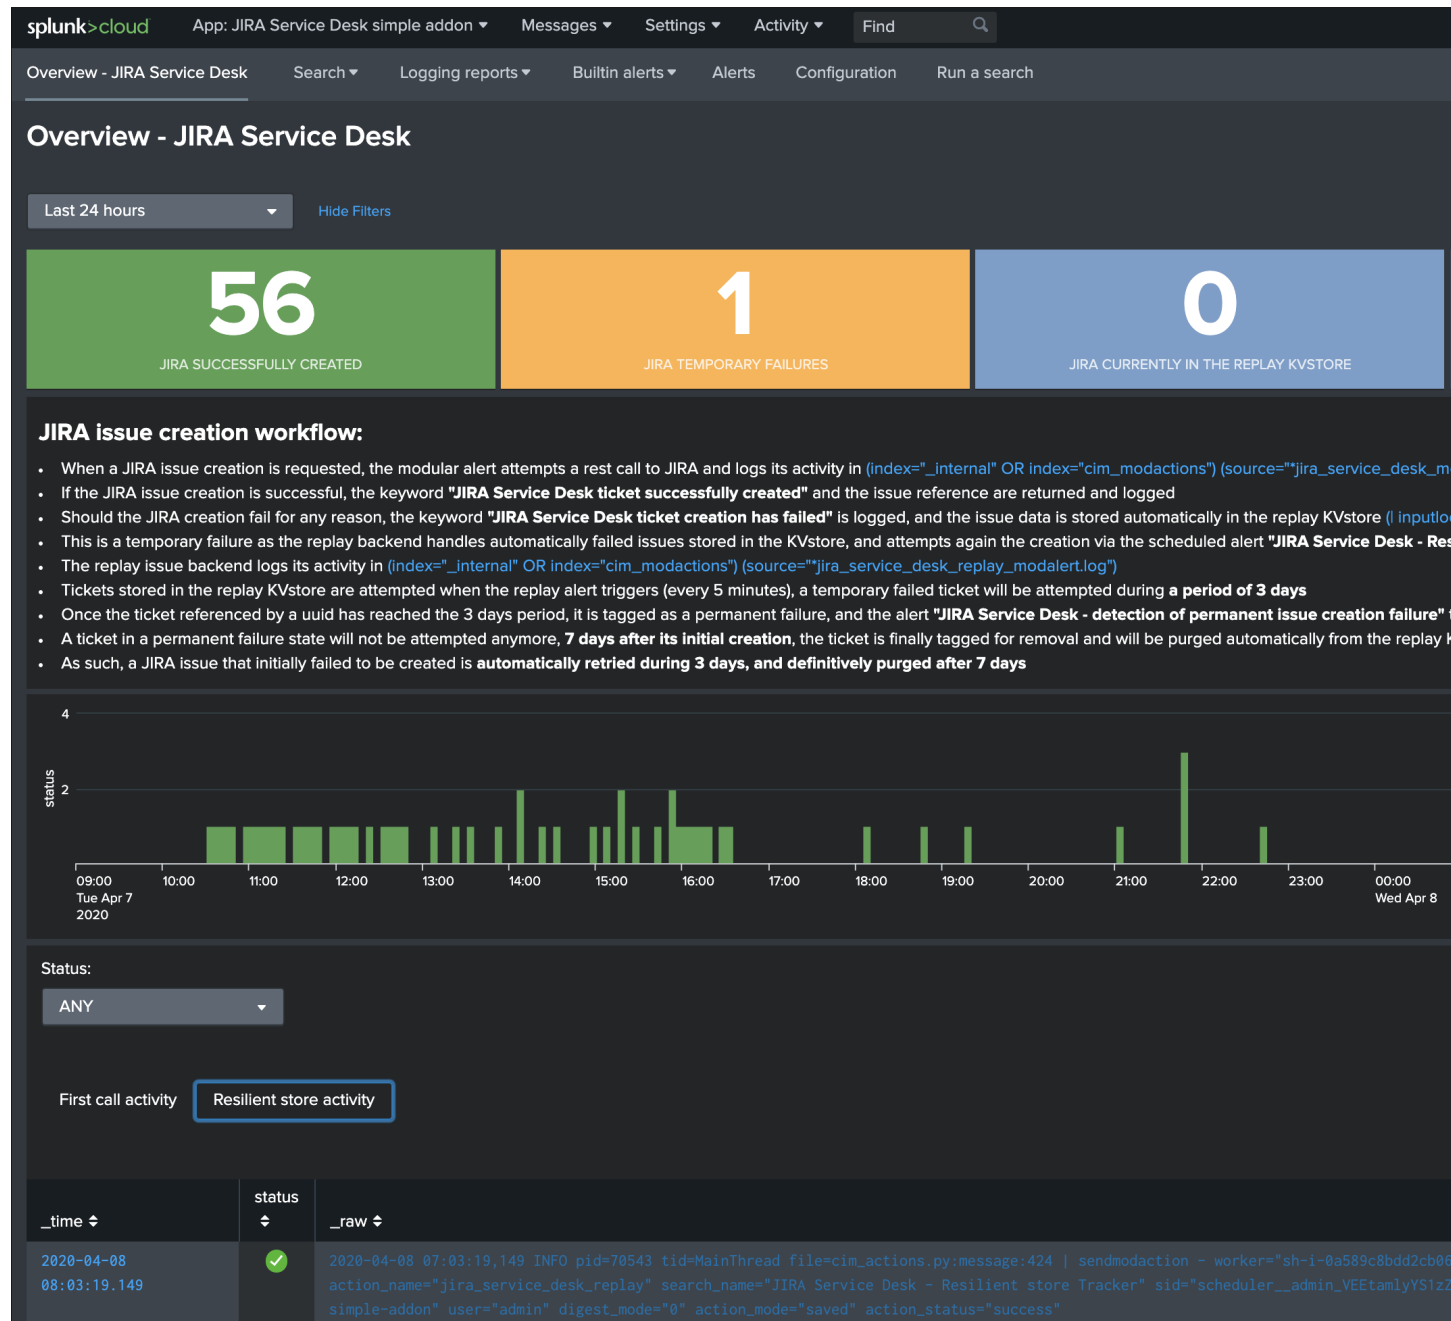 splunk>cloud App: JIRA Service Desk simple addon Messages Settings Activity Find
Overview - JIRA Service Desk Search Logging reports Builtin alerts Alerts Configuration Run a search
Overview - JIRA Service Desk
Last 24 hours Hide Filters
56 1 0
JIRA SUCCESSFULLY CREATED JIRA TEMPORARY FAILURES JIRA CURRENTLY IN THE REPLAY KVSTORE
JIRA issue creation workflow:
• When a JIRA issue creation is requested, the modular alert attempts a rest call to JIRA and logs its activity in (index="_internal" OR index="cim_modactions") (source="*jira_service_desk_m
• If the JIRA issue creation is successful, the keyword "JIRA Service Desk ticket successfully created" and the issue reference are returned and logged
• Should the JIRA creation fail for any reason, the keyword "JIRA Service Desk ticket creation has failed" is logged, and the issue data is stored automatically in the replay KVstore (| inputloo
• This is a temporary failure as the replay backend handles automatically failed issues stored in the KVstore, and attempts again the creation via the scheduled alert "JIRA Service Desk - Res
• The replay issue backend logs its activity in (index="_internal" OR index="cim_modactions") (source="*jira_service_desk_replay_modalert.log")
• Tickets stored in the replay KVstore are attempted when the replay alert triggers (every 5 minutes), a temporary failed ticket will be attempted during a period of 3 days
• Once the ticket referenced by a uuid has reached the 3 days period, it is tagged as a permanent failure, and the alert "JIRA Service Desk - detection of permanent issue creation failure" t
• A ticket in a permanent failure state will not be attempted anymore, 7 days after its initial creation, the ticket is finally tagged for removal and will be purged automatically from the replay K
• As such, a JIRA issue that initially failed to be created is automatically retried during 3 days, and definitively purged after 7 days
4
2
status
09:00 10:00 11:00 12:00 13:00 14:00 15:00 16:00 17:00 18:00 19:00 20:00 21:00 22:00 23:00 00:00
Tue Apr 7 Wed Apr 8
2020
Status:
ANY
First call activity Resilient store activity
_time status _raw
2020-04-08 2020-04-08 07:03:19,149 INFO pid=70543 tid=MainThread file=cim_actions.py:message:424 | sendmodaction - worker="sh-i-0a589c8bdd2cb06
08:03:19.149 action_name="jira_service_desk_replay" search_name="JIRA Service Desk - Resilient store Tracker" sid="scheduler__admin_VEEtamlyYS1zZ
simple-addon" user="admin" digest_mode="0" action_mode="saved" action_status="success"